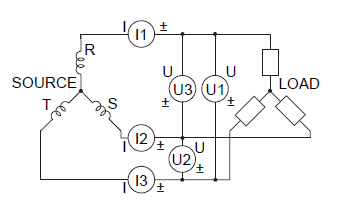 I I1 ±
R
U U
SOURCE U3 U1 LOAD
T S ± ±
I I2 ± U
U2 ±
I I3 ±